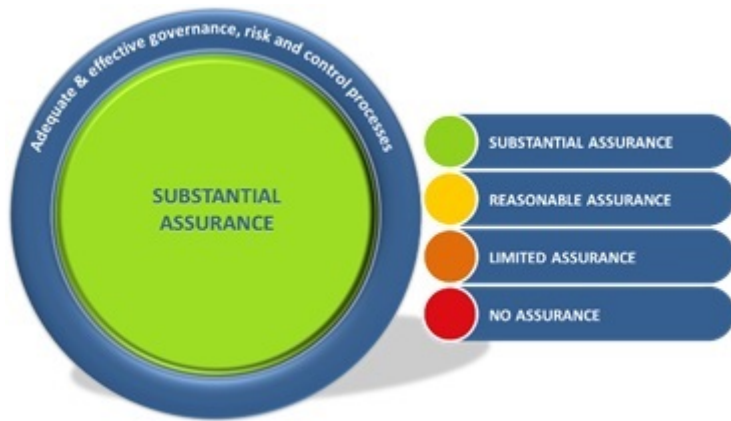 Adequate & effective governance, risk and control processes
SUBSTANTIAL
ASSURANCE
SUBSTANTIAL ASSURANCE
REASONABLE ASSURANCE
LIMITED ASSURANCE
NO ASSURANCE